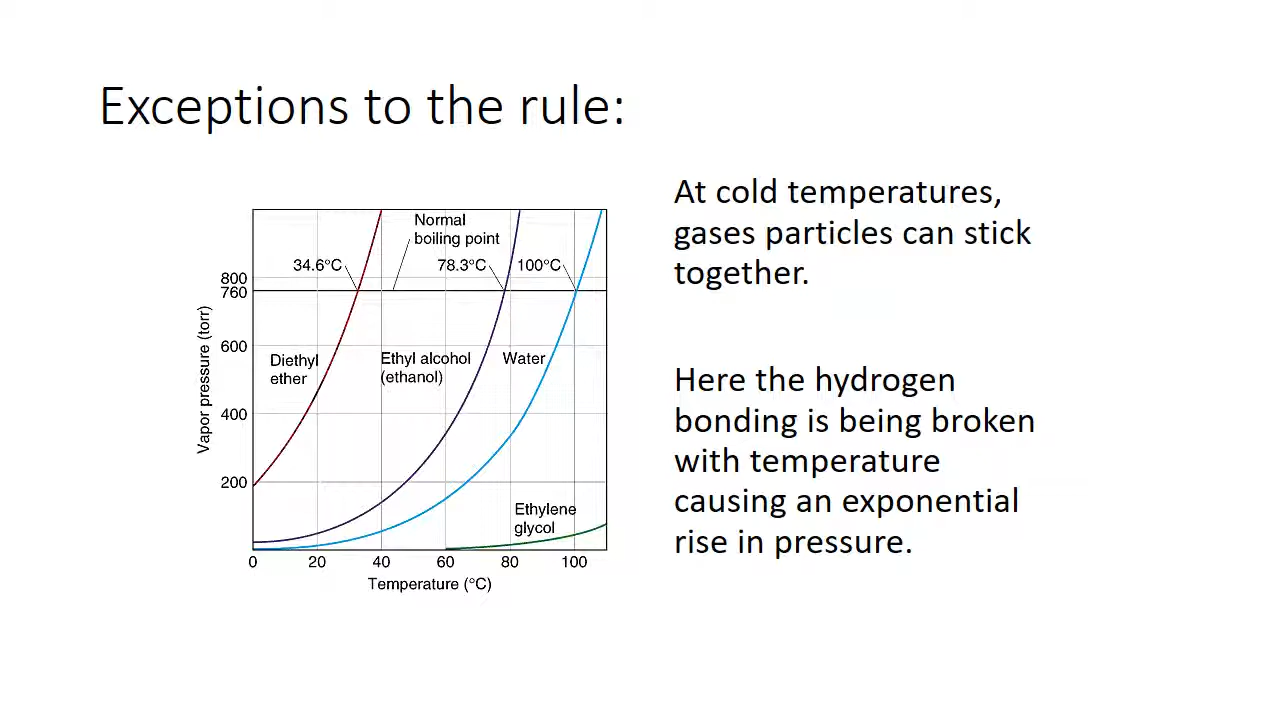 Exceptions to the rule:
At cold temperatures,
gases particles can stick
together.
Here the hydrogen
bonding is being broken
with temperature
causing an exponential
rise in pressure.
Normal
boiling point
34.6°C
78.3°C
100°C
800
760
600
400
200
Vapor pressure (torr)
Diethyl
ether
Ethyl alcohol
(ethanol)
Water
Ethylene
glycol
0 20 40 60 80 100
Temperature (°C)